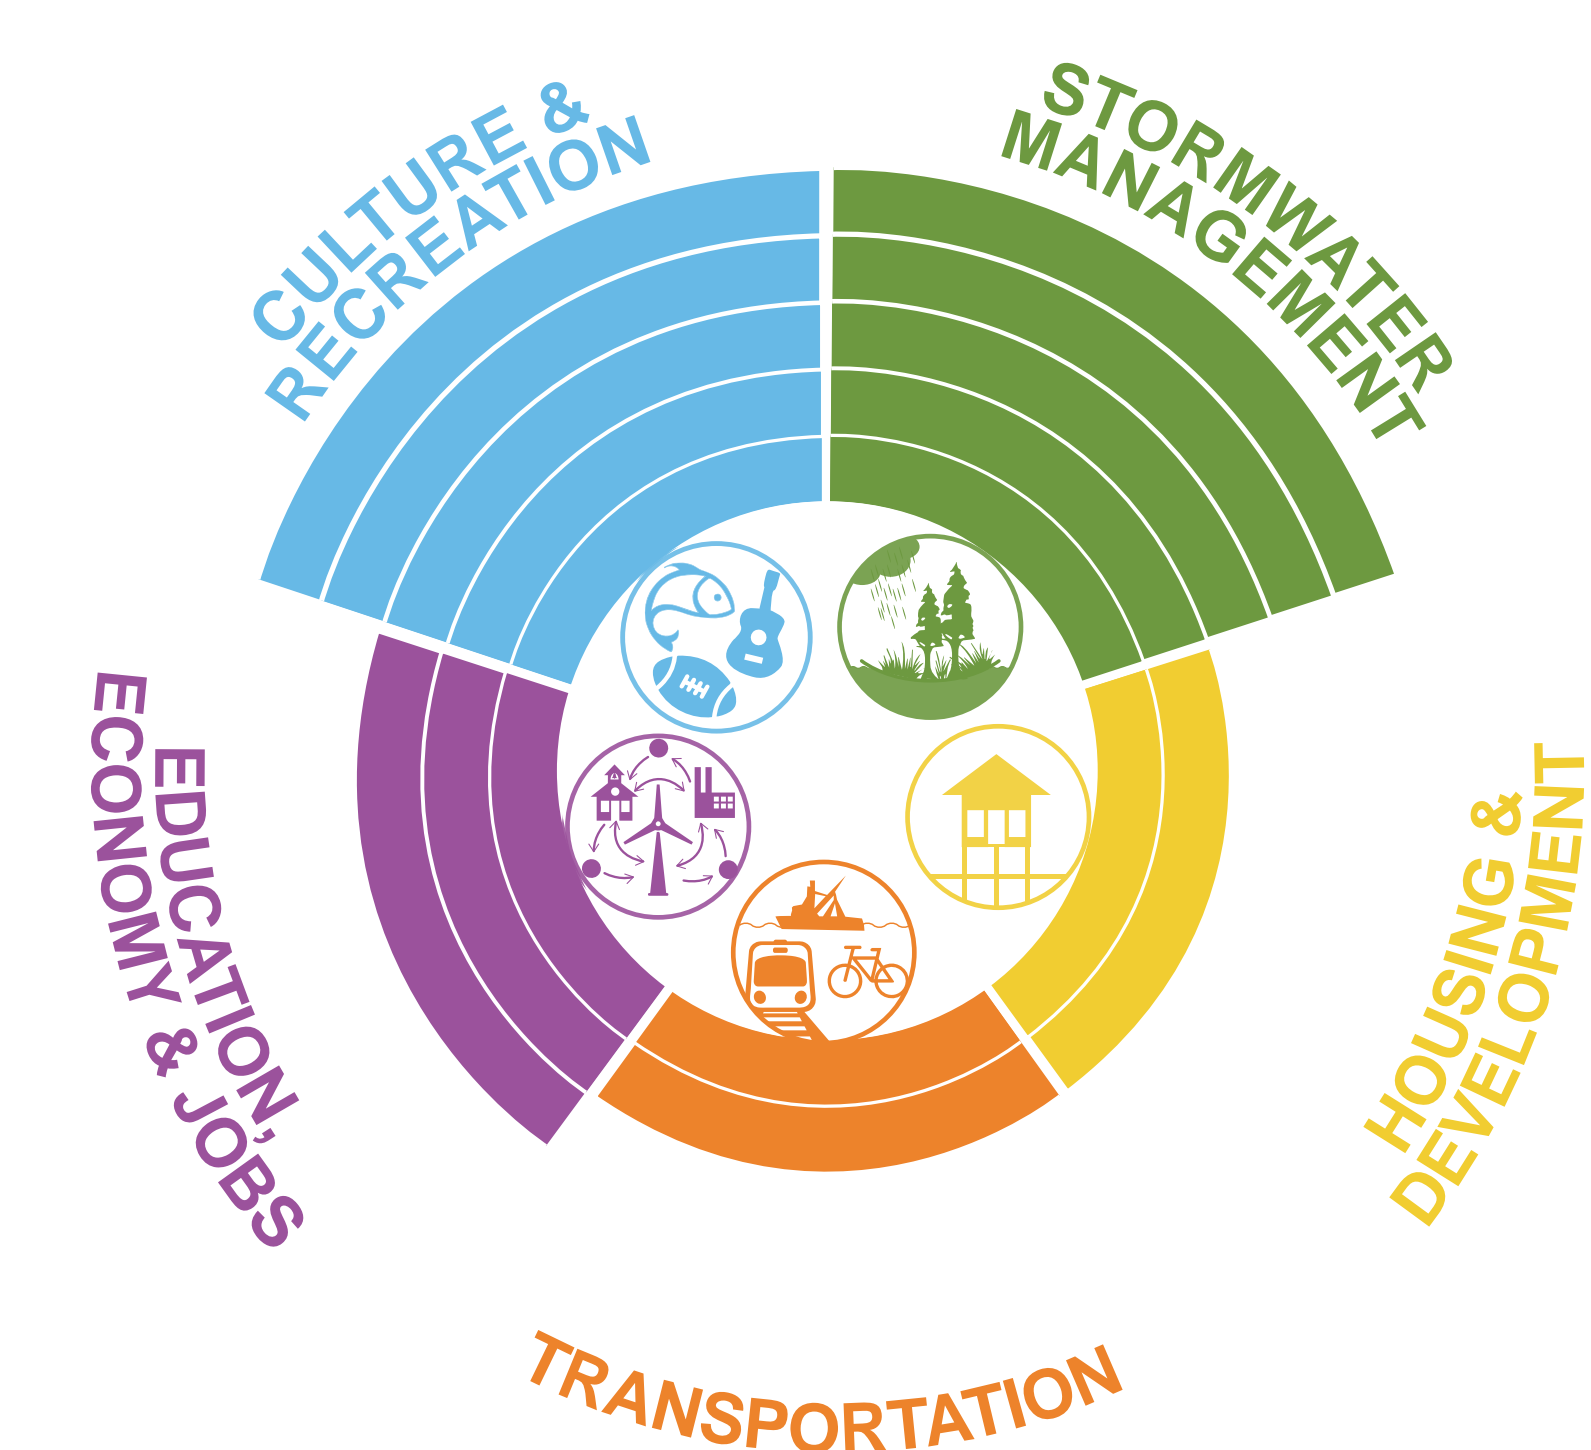 CULTURE &
RECREATION
STORMWATER
MANAGEMENT
EDUCATION,
ECONOMY & JOBS
HOUSING &
DEVELOPMENT
TRANSPORTATION